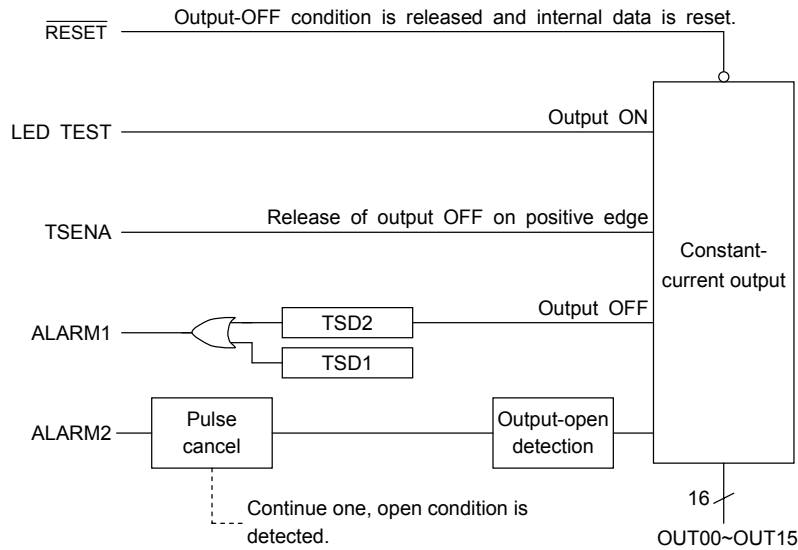 Output-OFF condition is released and internal data is reset.
RESET
Output ON
LED TEST
Release of output OFF on positive edge
TSENA
Constant-
current output
Output OFF
TSD2
ALARM1
TSD1
Pulse
cancel
Output-open
detection
ALARM2
16
Continue one, open condition is
detected.
OUT00~OUT15